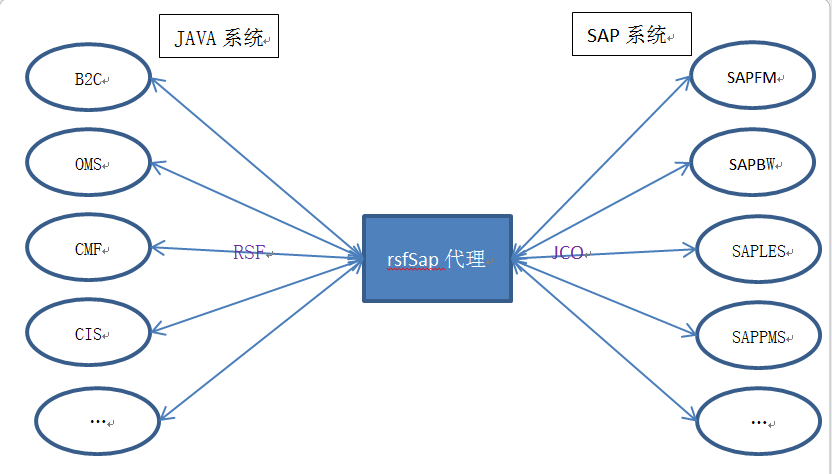 JAVA 系统
SAP 系统
B2C
OMS
CMF
CIS
…
RSF
rsfSap 代理
JCO
SAPFM
SAPBW
SAPLES
SAPPMS
…